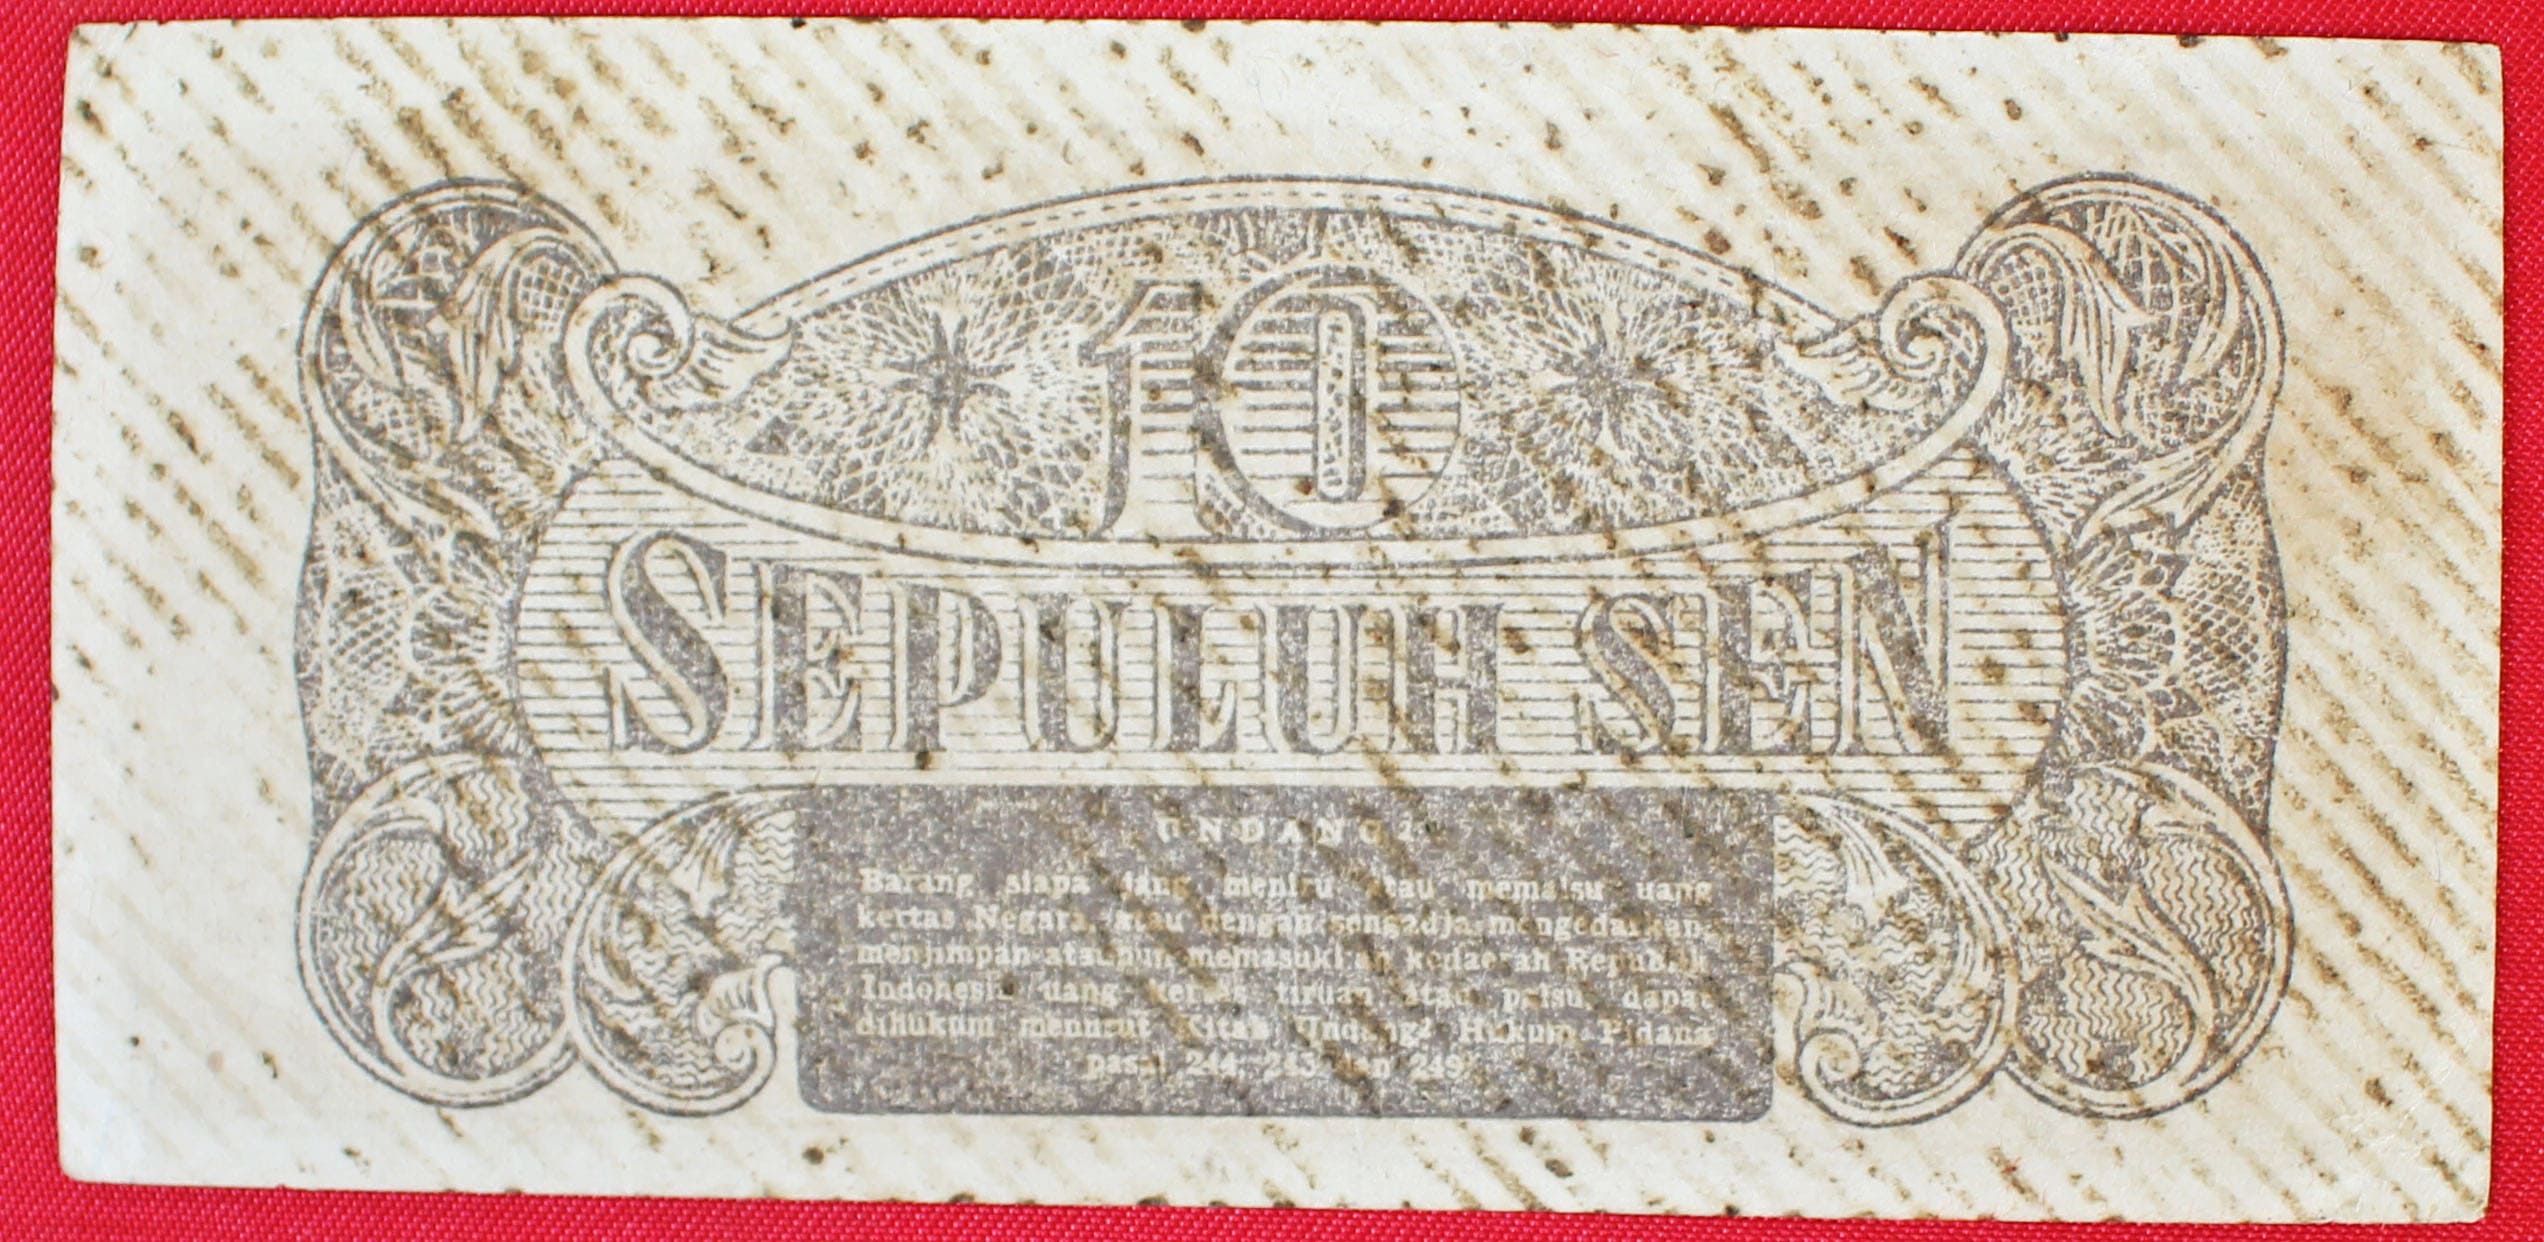 10
SEPULUH SEN
UNDANG2
Barang siapa jang meniru atau memalsu uang
kertas Negara, atau dengan sengadja mengedarkan
menjimpan ataupun memasukkan kedaerah Republik
Indonesia uang kertas tiruan atau palsu, dapat
dihukum menurut Kitab Undang2 Hukum Pidana
pasal 244, 245 249